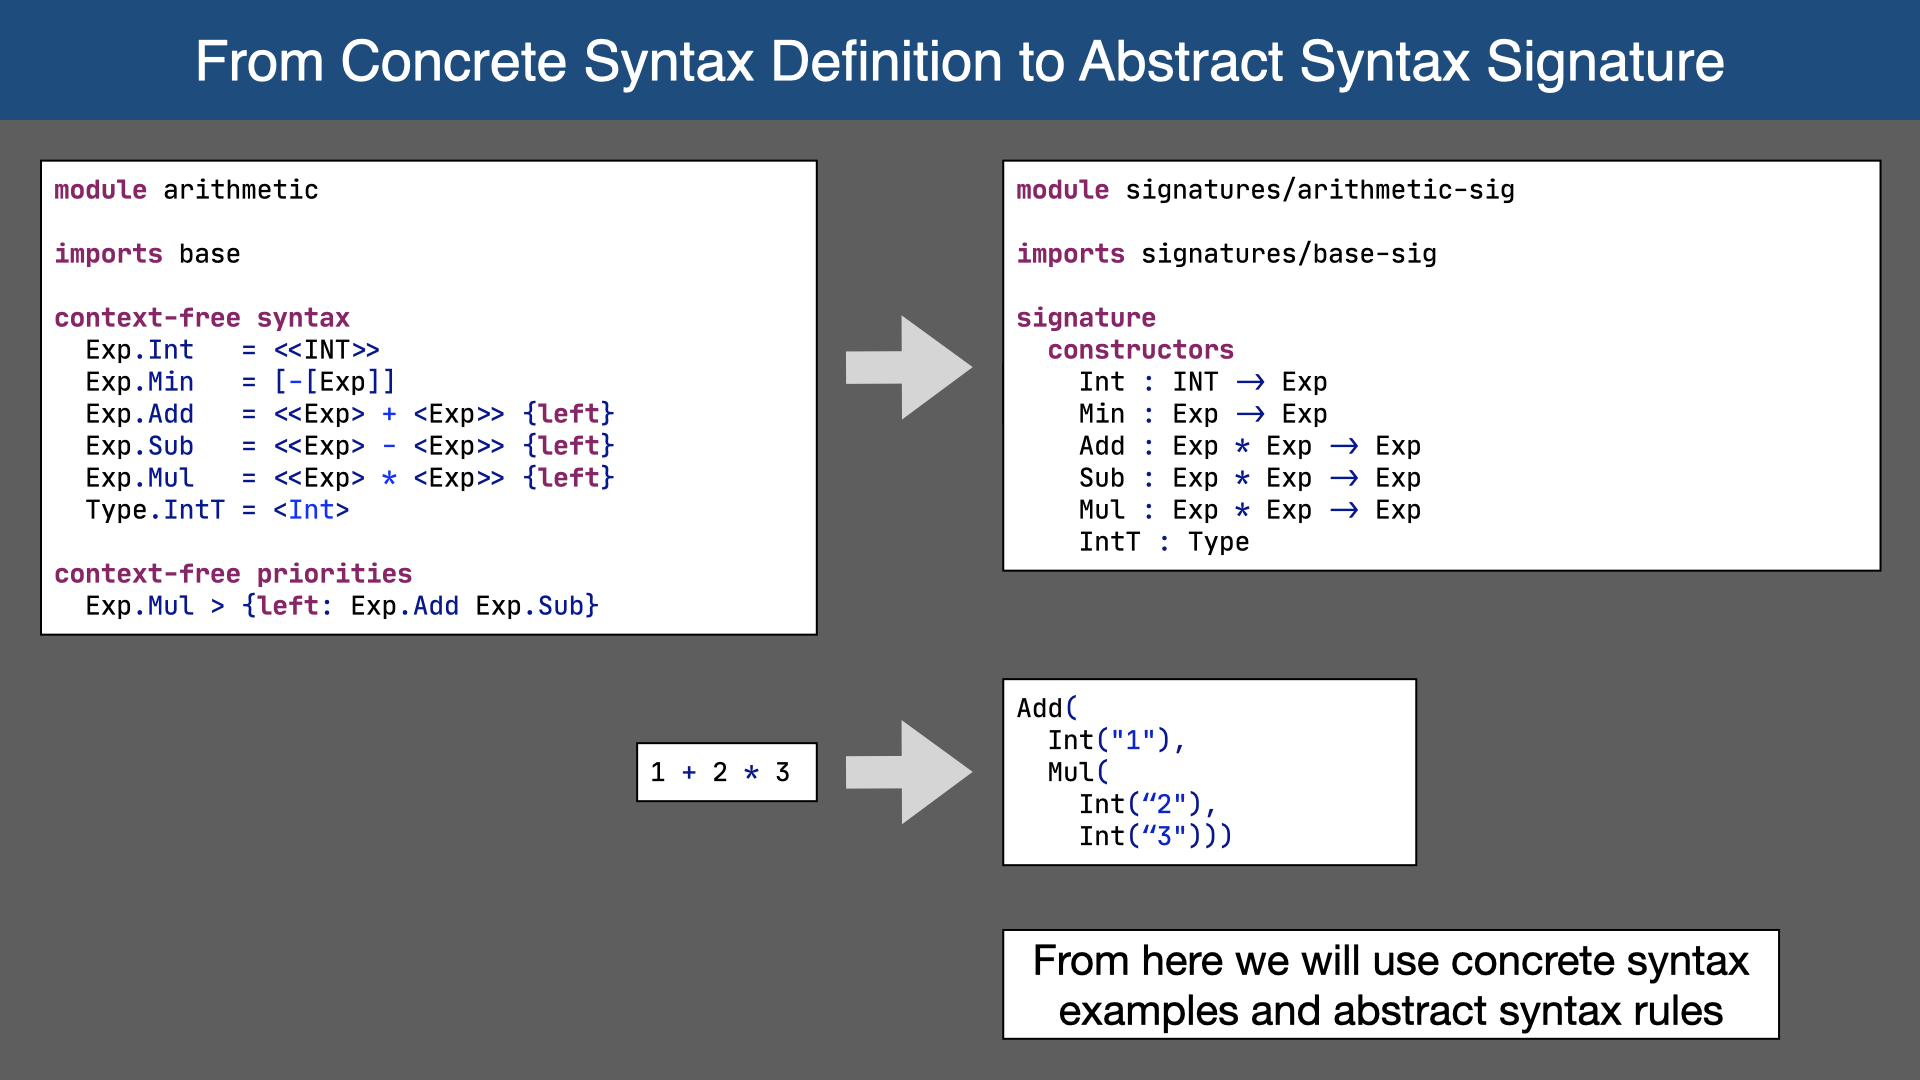 From Concrete Syntax Definition to Abstract Syntax Signature
module arithmetic
imports base
context-free syntax
  Exp.Int   = <<INT>>
  Exp.Min   = [-[Exp]]
  Exp.Add   = <<Exp> + <Exp>> {left}
  Exp.Sub   = <<Exp> - <Exp>> {left}
  Exp.Mul   = <<Exp> * <Exp>> {left}
  Type.IntT = <Int>
context-free priorities
  Exp.Mul > {left: Exp.Add Exp.Sub}
module signatures/arithmetic-sig
imports signatures/base-sig
signature
  constructors
    Int : INT → Exp
    Min : Exp → Exp
    Add : Exp * Exp → Exp
    Sub : Exp * Exp → Exp
    Mul : Exp * Exp → Exp
    IntT : Type
1 + 2 * 3
Add(
  Int("1"),
  Mul(
    Int(“2"),
    Int(“3")))
From here we will use concrete syntax
examples and abstract syntax rules